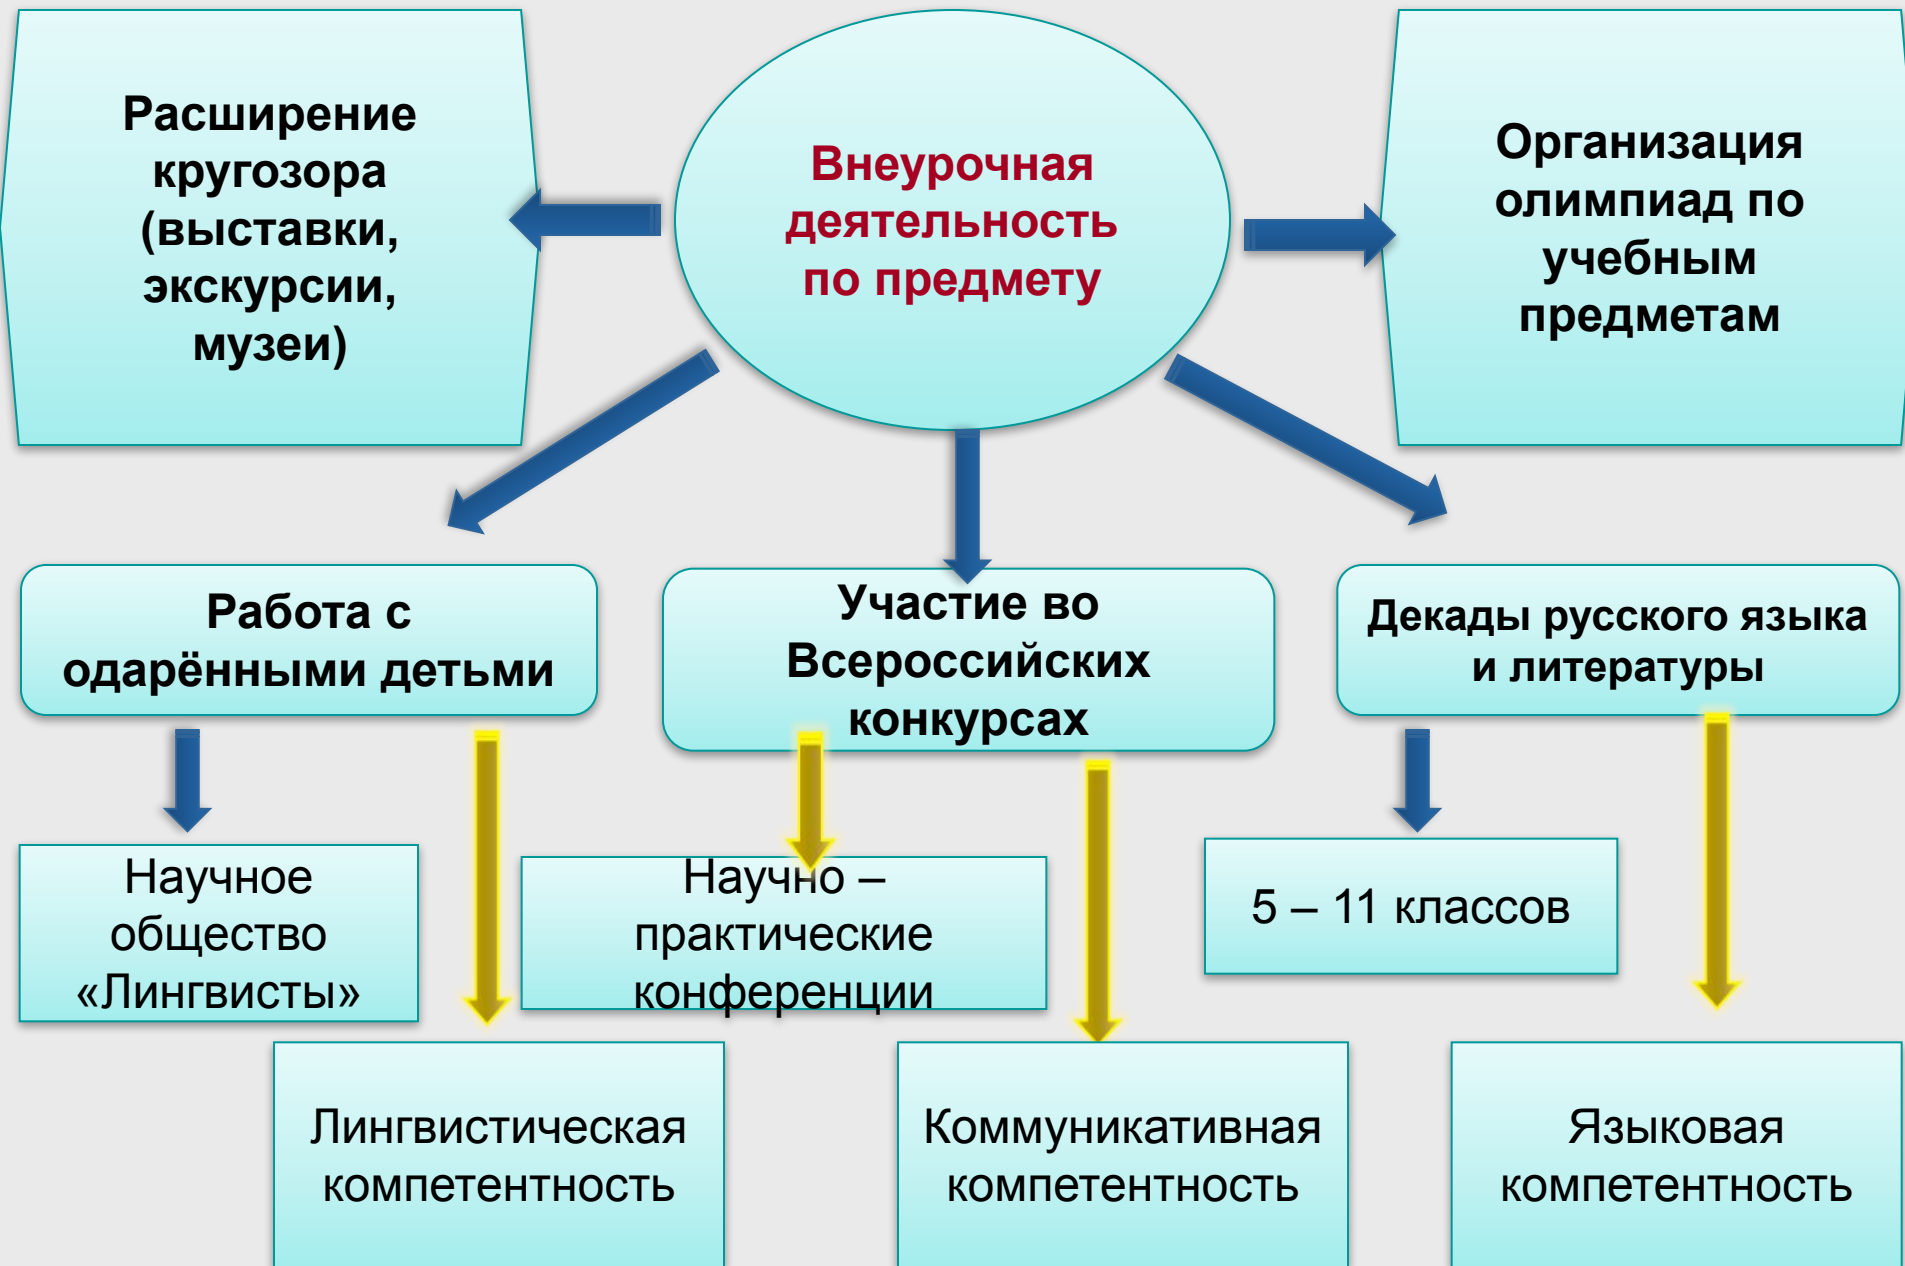 Расширение
кругозора
(выставки,
экскурсии,
музеи)
Внеурочная
деятельность
по предмету
Организация
олимпиад по
учебным
предметам
Работа с
одарёнными детьми
Участие во
Всероссийских
конкурсах
Декады русского языка
и литературы
Научное
общество
«Лингвисты»
Научно –
практические
конференции
5 – 11 классов
Лингвистическая
компетентность
Коммуникативная
компетентность
Языковая
компетентность